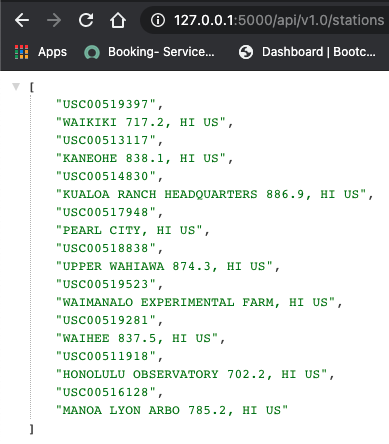 127.0.0.1:5000/api/v1.0/stations
Apps Booking- Service... Dashboard | Bootc...
[
"USC00519397",
"WAIKIKI 717.2, HI US",
"USC00513117",
"KANEOHE 838.1, HI US",
"USC00514830",
"KUALOA RANCH HEADQUARTERS 886.9, HI US",
"USC00517948",
"PEARL CITY, HI US",
"USC00518838",
"UPPER WAHIAWA 874.3, HI US",
"USC00519523",
"WAIMANALO EXPERIMENTAL FARM, HI US",
"USC00519281",
"WAIHEE 837.5, HI US",
"USC00511918",
"HONOLULU OBSERVATORY 702.2, HI US",
"USC00516128",
"MANOA LYON ARBO 785.2, HI US"
]